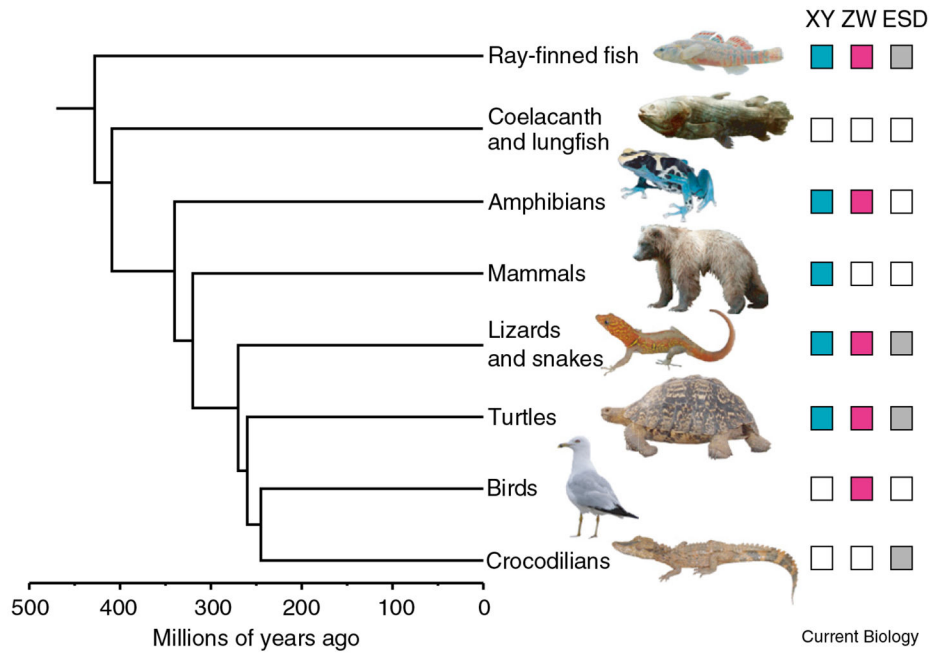 XY ZW ESD
Ray-finned fish
Coelacanth
and lungfish
Amphibians
Mammals
Lizards
and snakes
Turtles
Birds
Crocodilians
500 400 300 200 100 0
Millions of years ago
Current Biology